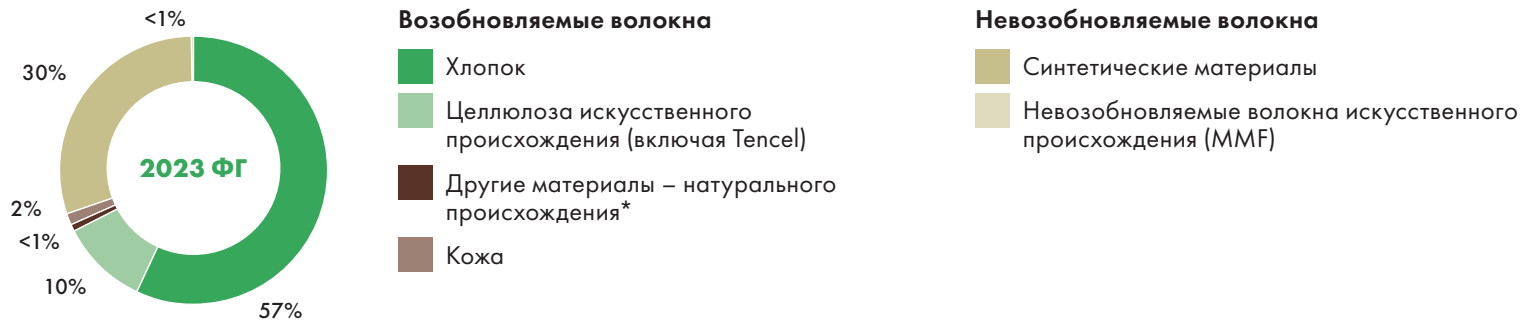 <1%
30%
2%
<1%
10%
57%
2023 ФГ
Возобновляемые волокна
Хлопок
Целлюлоза искусственного
происхождения (включая Tencel)
Другие материалы – натурального
происхождения*
Кожа
Невозобновляемые волокна
Синтетические материалы
Невозобновляемые волокна искусственного
происхождения (MMF)